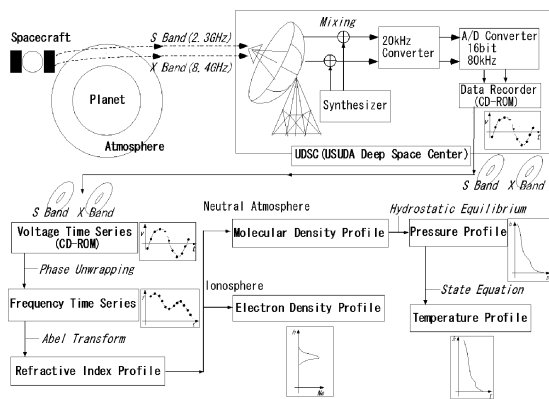 S Band(2.3GHz)
X Band(8.4GHz)
Spacecraft
Planet
Atmosphere
Mixing
Synthesizer
20kHz
Converter
A/D Converter
16bit
80kHz
Data Recorder
(CD-ROM)
V
t
UDSC(USUDA Deep Space Center)
S Band
X Band
S Band
X Band
Voltage Time Series
(CD-ROM)
V
t
Phase Unwrapping
Frequency Time Series
f
t
Abel Transform
Refractive Index Profile
Neutral Atmosphere
Molecular Density Profile
Ionosphere
Electron Density Profile
h
Ne
Hydrostatic Equilibrium
Pressure Profile
h
State Equation
Temperature Profile
h